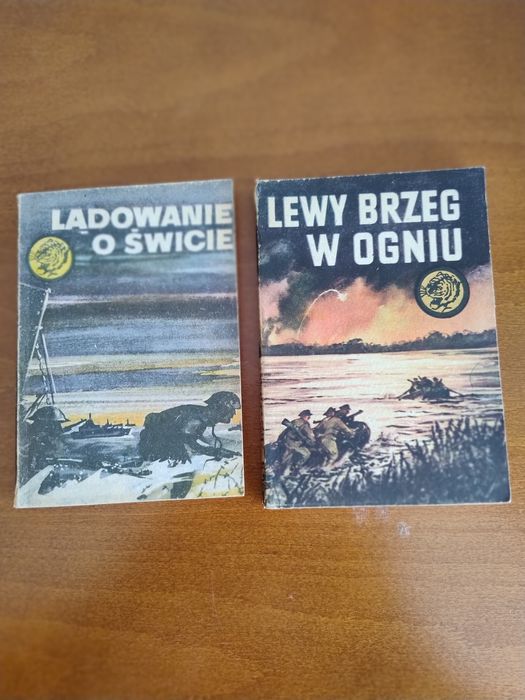 LĄDOWANIE
O ŚWICIE
LEWY BRZEG
W OGNIU